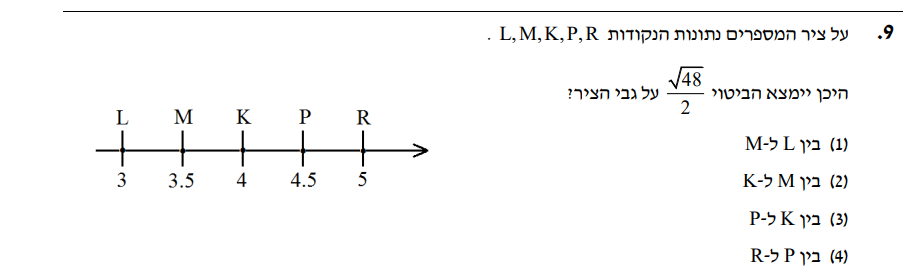 9. על ציר המספרים נתונות הנקודות L, M, K, P, R .
היכן יימצא הביטוי √48/2 על גבי הציר?
L M K P R
3 3.5 4 4.5 5
(1) בין L ל-M
(2) בין M ל-K
(3) בין K ל-P
(4) בין P ל-R